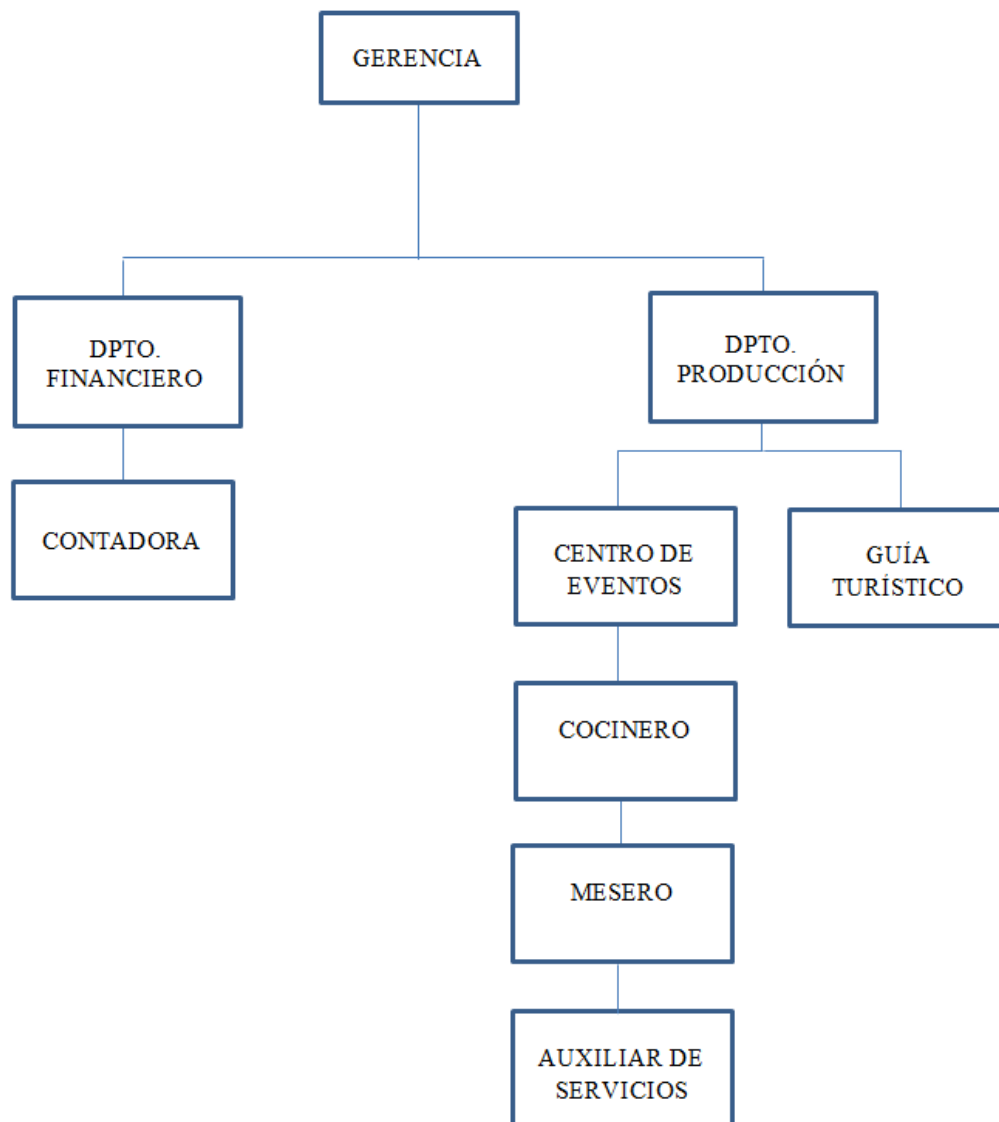 GERENCIA
DPTO.
FINANCIERO
DPTO.
PRODUCCIÓN
CONTADORA
CENTRO DE
EVENTOS
GUÍA
TURÍSTICO
COCINERO
MESERO
AUXILIAR DE
SERVICIOS